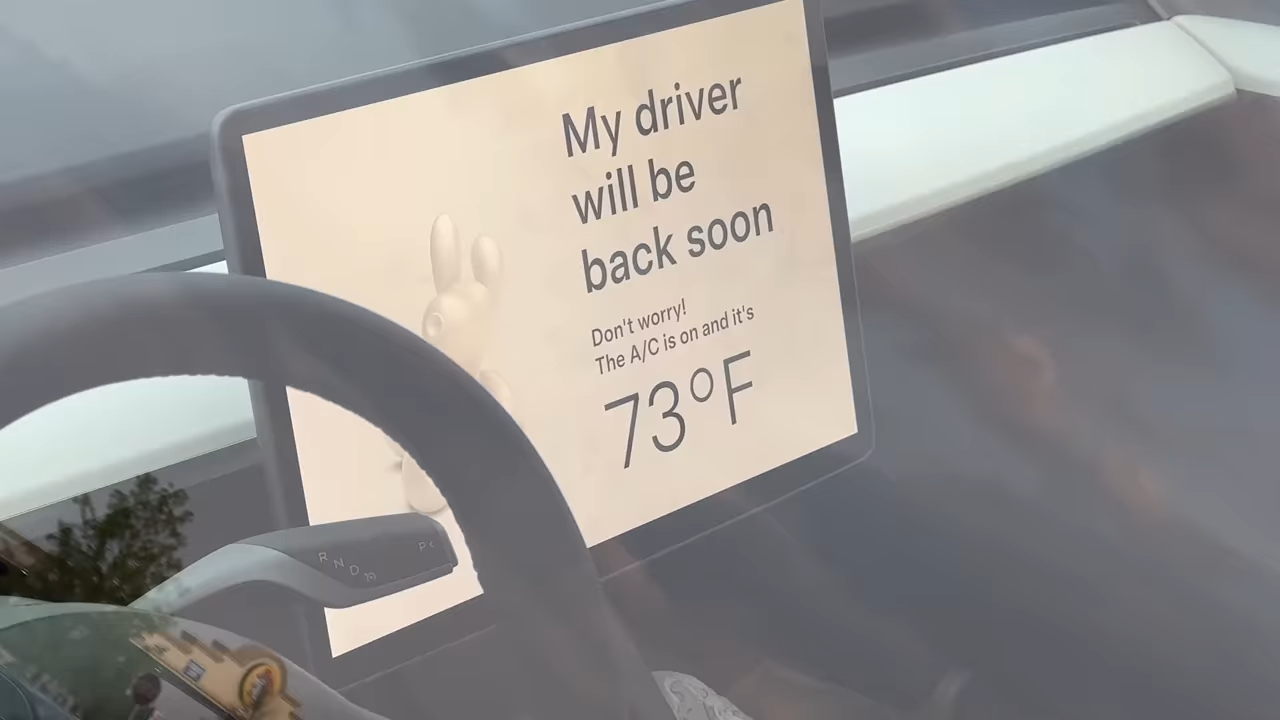 My driver
will be
back soon
Don't worry!
The A/C is on and it's
73°F
R N D
P